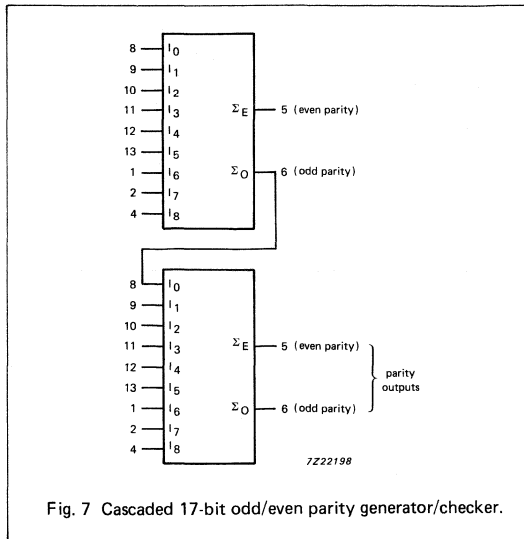 8 I0
9 I1
10 I2
11 I3 ΣE 5 (even parity)
12 I4
13 I5
1 I6 ΣO 6 (odd parity)
2 I7
4 I8
8 I0
9 I1
10 I2
11 I3 ΣE 5 (even parity)
12 I4 parity
13 I5 outputs
1 I6 ΣO 6 (odd parity)
2 I7
4 I8
7Z22198
Fig. 7 Cascaded 17-bit odd/even parity generator/checker.